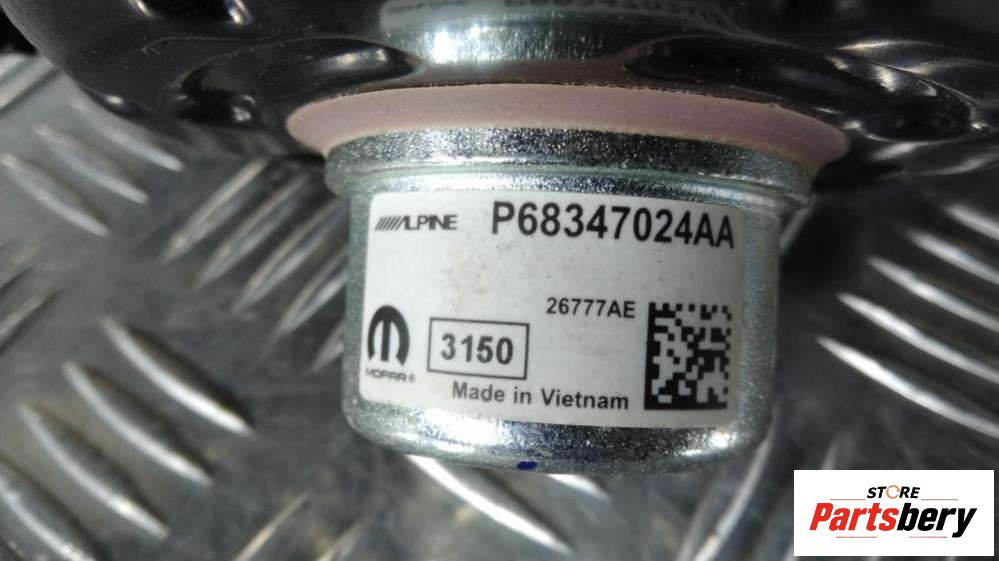 ALPINE P68347024AA
26777AE
MOPAR® 3150
Made in Vietnam
STORE
Partsbery